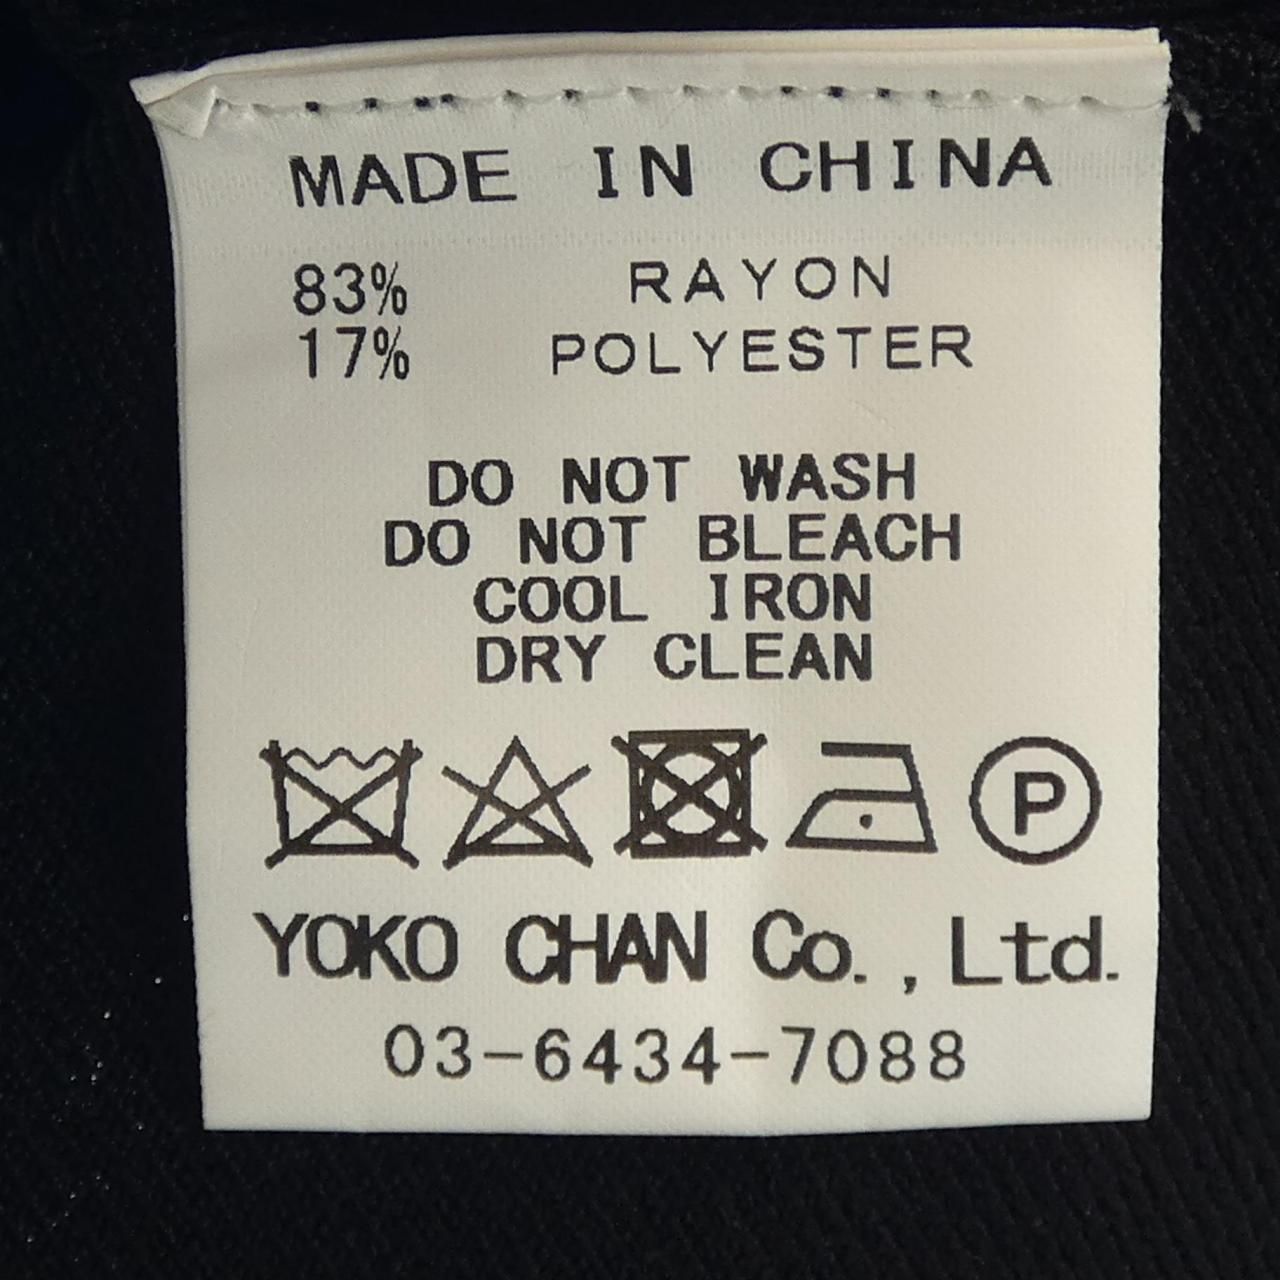 MADE IN CHINA
83% RAYON
17% POLYESTER
DO NOT WASH
DO NOT BLEACH
COOL IRON
DRY CLEAN
P
YOKO CHAN Co., Ltd.
03-6434-7088